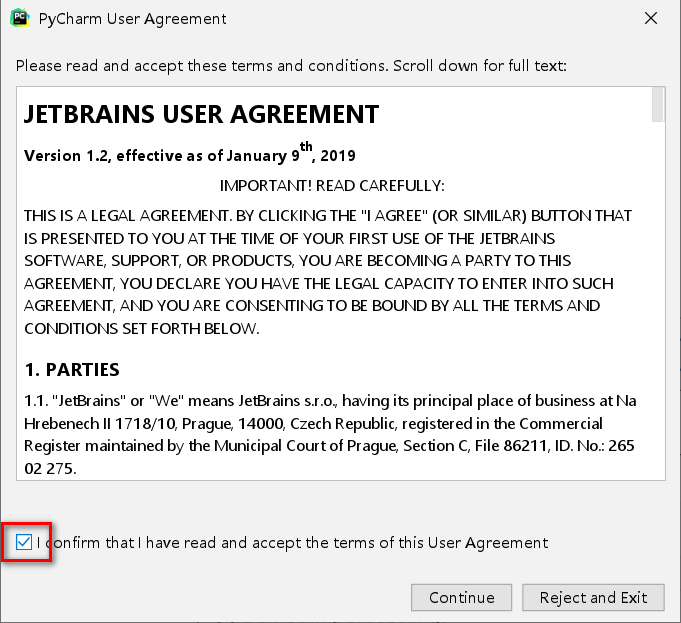 PyCharm User Agreement
Please read and accept these terms and conditions. Scroll down for full text:
JETBRAINS USER AGREEMENT
Version 1.2, effective as of January 9th, 2019
IMPORTANT! READ CAREFULLY:
THIS IS A LEGAL AGREEMENT. BY CLICKING THE "I AGREE" (OR SIMILAR) BUTTON THAT
IS PRESENTED TO YOU AT THE TIME OF YOUR FIRST USE OF THE JETBRAINS
SOFTWARE, SUPPORT, OR PRODUCTS, YOU ARE BECOMING A PARTY TO THIS
AGREEMENT, YOU DECLARE YOU HAVE THE LEGAL CAPACITY TO ENTER INTO SUCH
AGREEMENT, AND YOU ARE CONSENTING TO BE BOUND BY ALL THE TERMS AND
CONDITIONS SET FORTH BELOW.
1. PARTIES
1.1. "JetBrains" or "We" means JetBrains s.r.o., having its principal place of business at Na
Hrebenech II 1718/10, Prague, 14000, Czech Republic, registered in the Commercial
Register maintained by the Municipal Court of Prague, Section C, File 86211, ID. No.: 265
02 275.
I confirm that I have read and accept the terms of this User Agreement
Continue Reject and Exit